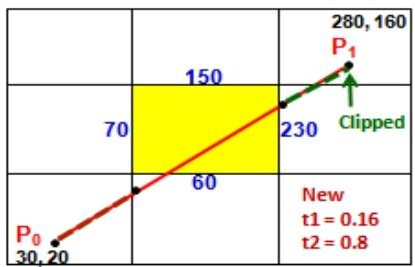 280, 160
P1
150
70
230
Clipped
60
New
t1 = 0.16
t2 = 0.8
P0
30, 20